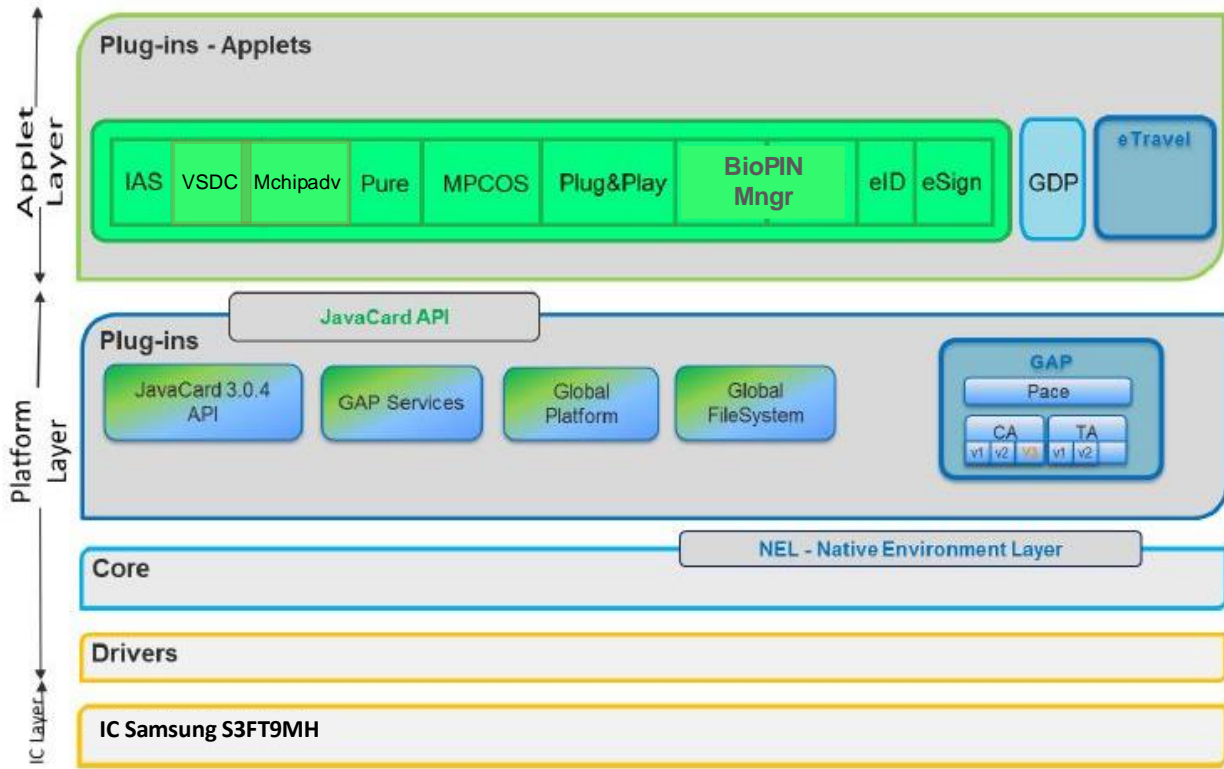 Plug-ins - Applets
Applet
Layer
IAS
VSDC
Mchipadv
Pure
MPCOS
Plug&Play
BioPIN
Mngr
eID
eSign
GDP
eTravel
JavaCard API
Platform
Layer
Plug-ins
JavaCard 3.0.4
API
GAP Services
Global
Platform
Global
FileSystem
GAP
Pace
CA
TA
v1
v2
V3
v1
v2
NEL - Native Environment Layer
Core
Drivers
IC Layer
IC Samsung S3FT9MH